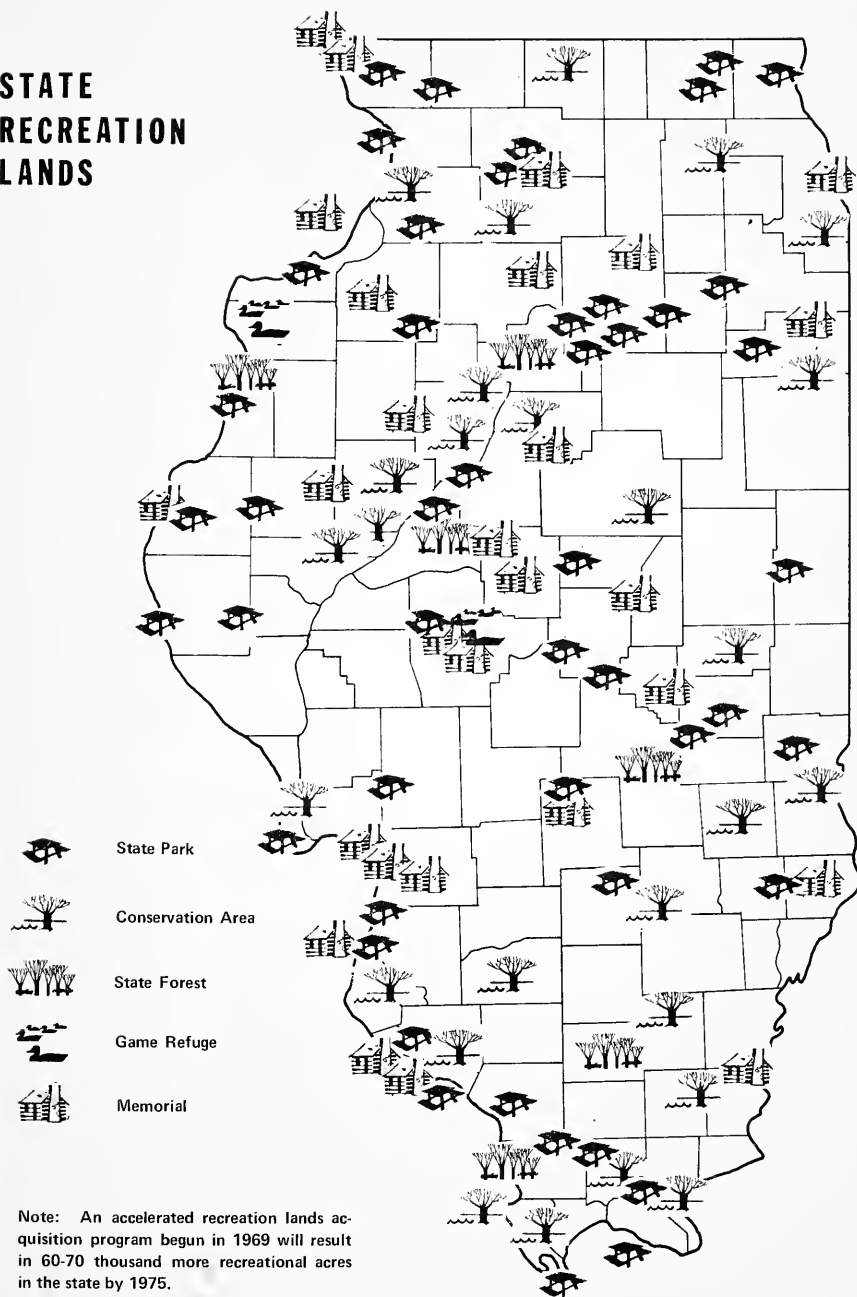 STATE
RECREATION
LANDS
State Park
Conservation Area
State Forest
Game Refuge
Memorial
Note: An accelerated recreation lands ac-
quisition program begun in 1969 will result
in 60-70 thousand more recreational acres
in the state by 1975.